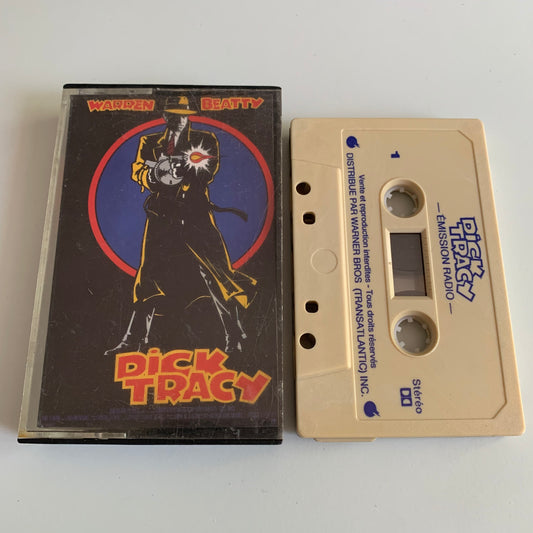 WARREN BEATTY
DICK
TRACY
1
DICK
TRACY
— ÉMISSION RADIO —
Vente et reproduction interdites - Tous droits réservés
DISTRIBUE PAR WARNER BROS (TRANSATLANTIC) INC.
Stéréo